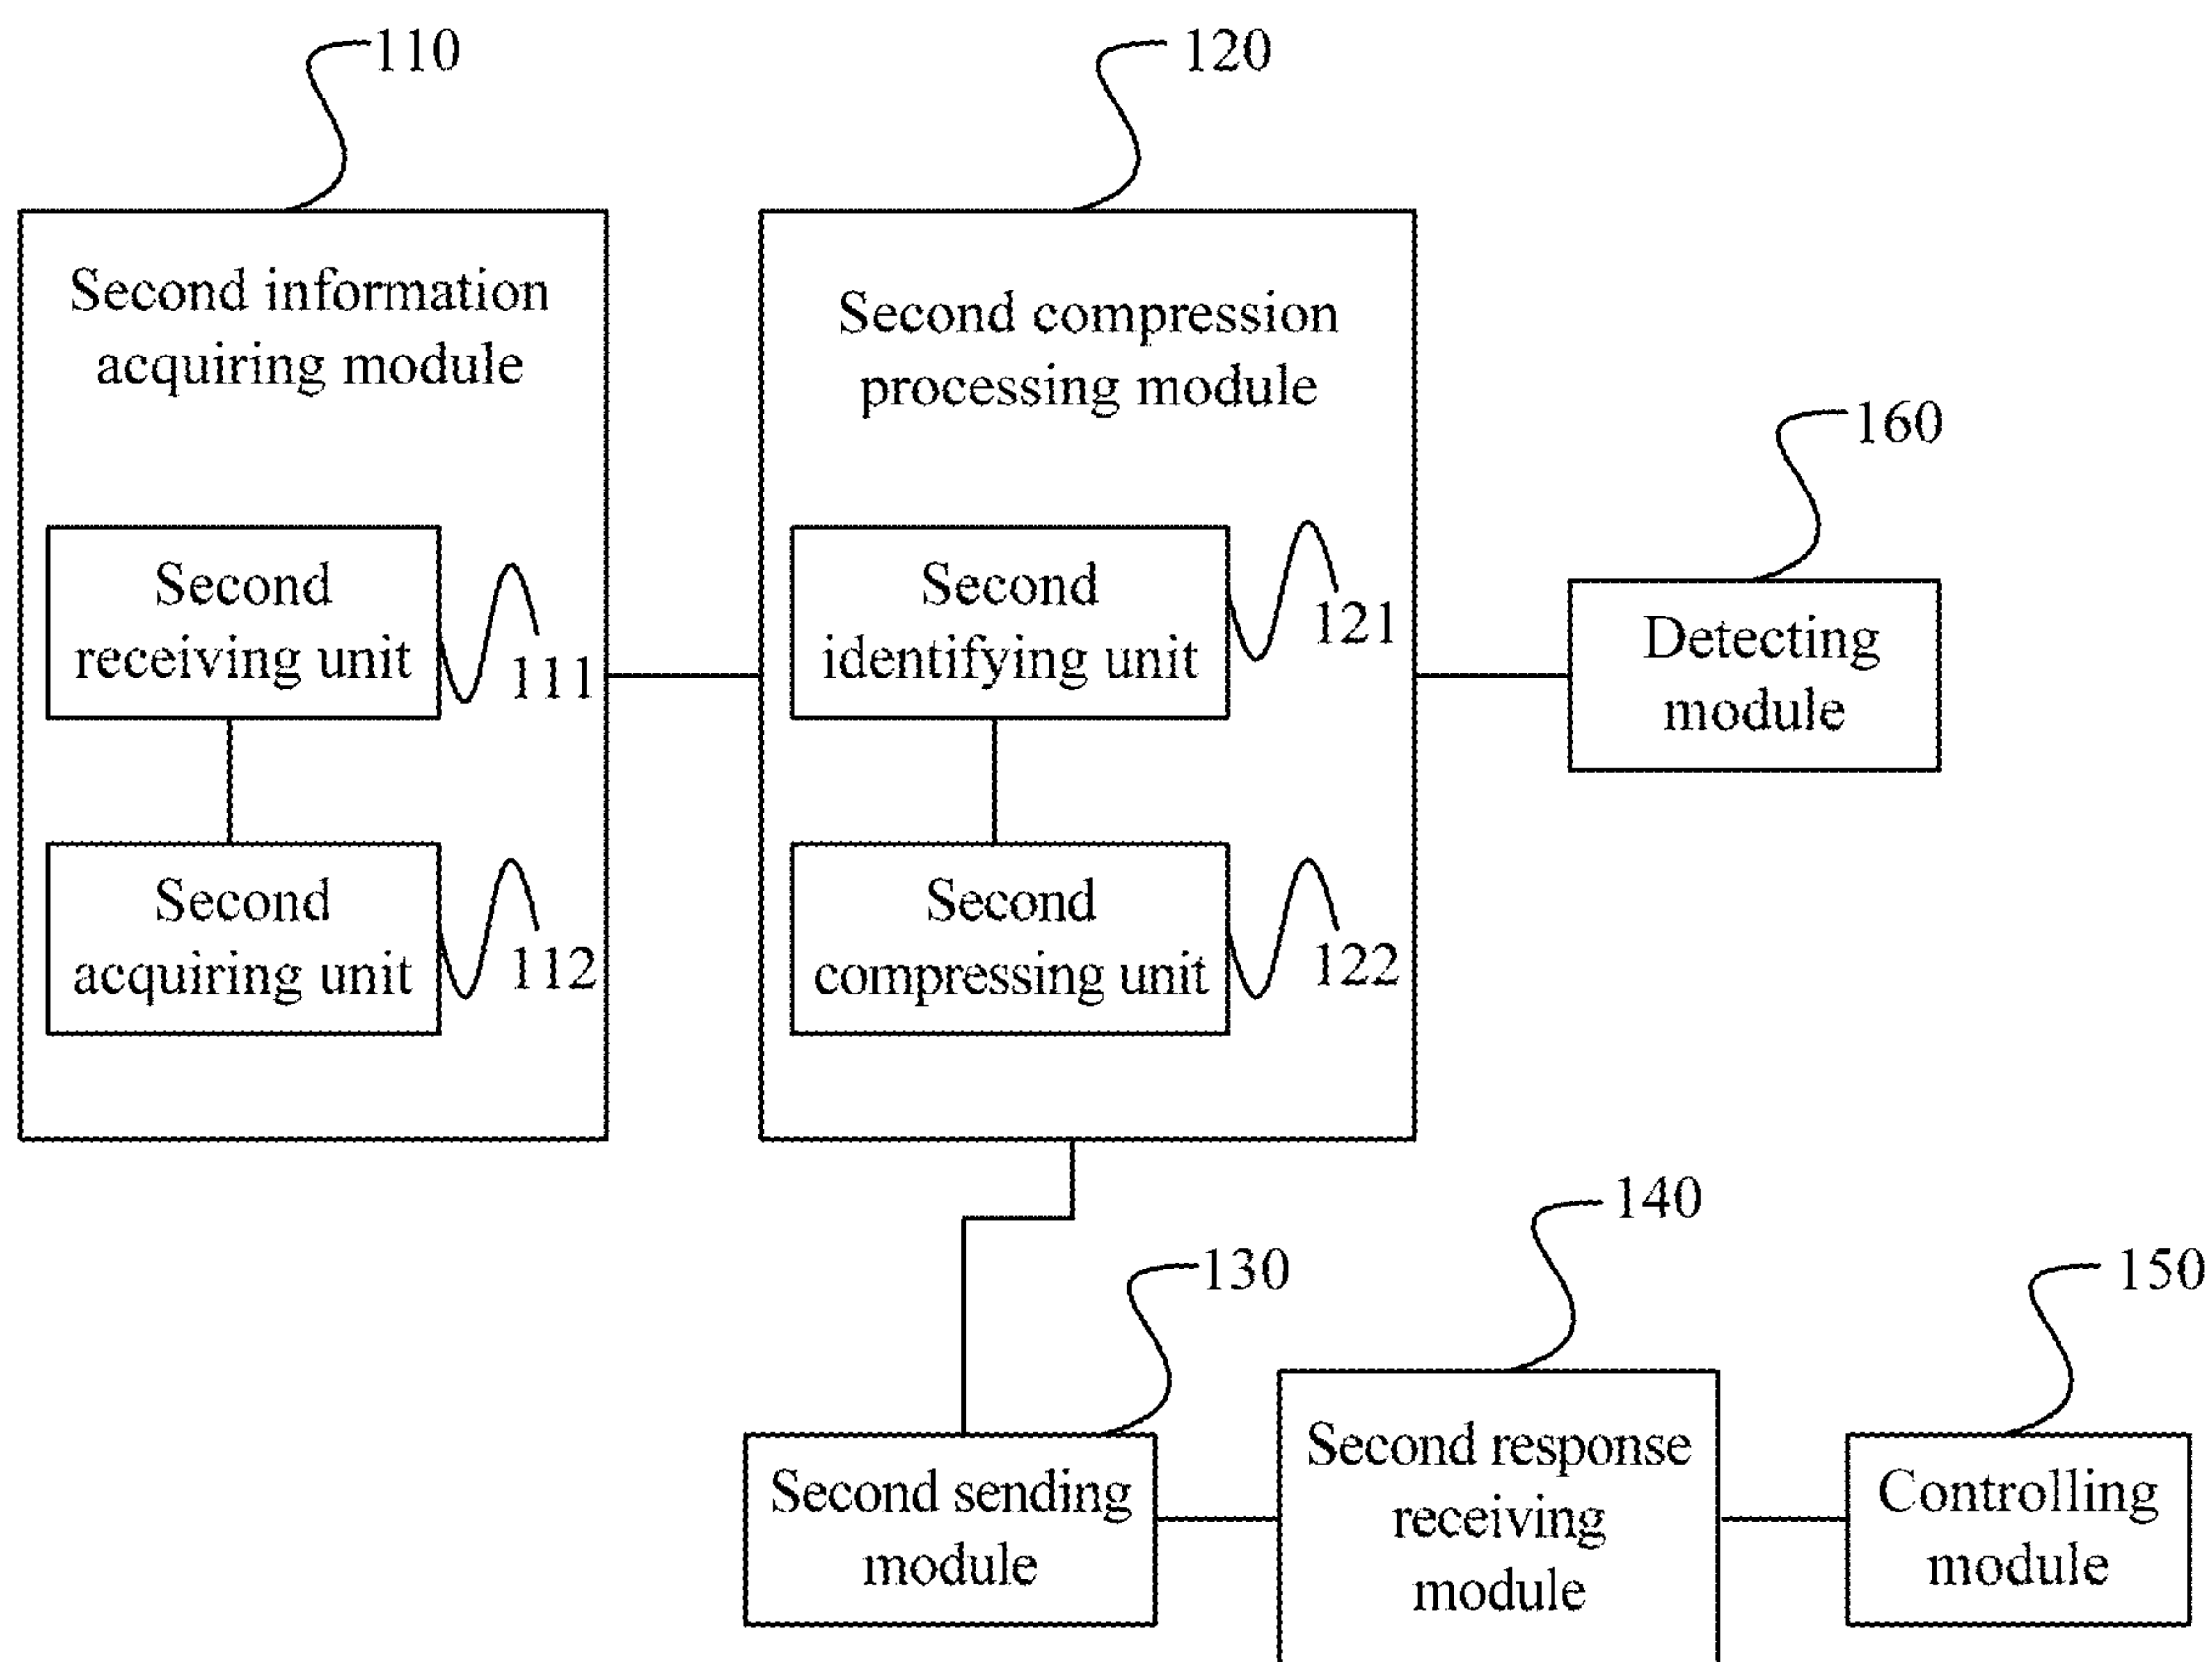 110
120
Second information
acquiring module
Second compression
processing module
160
Second
receiving unit
111
Second
identifying unit
121
Detecting
module
Second
acquiring unit
112
Second
compressing unit
122
140
130
150
Second sending
module
Second response
receiving
module
Controlling
module